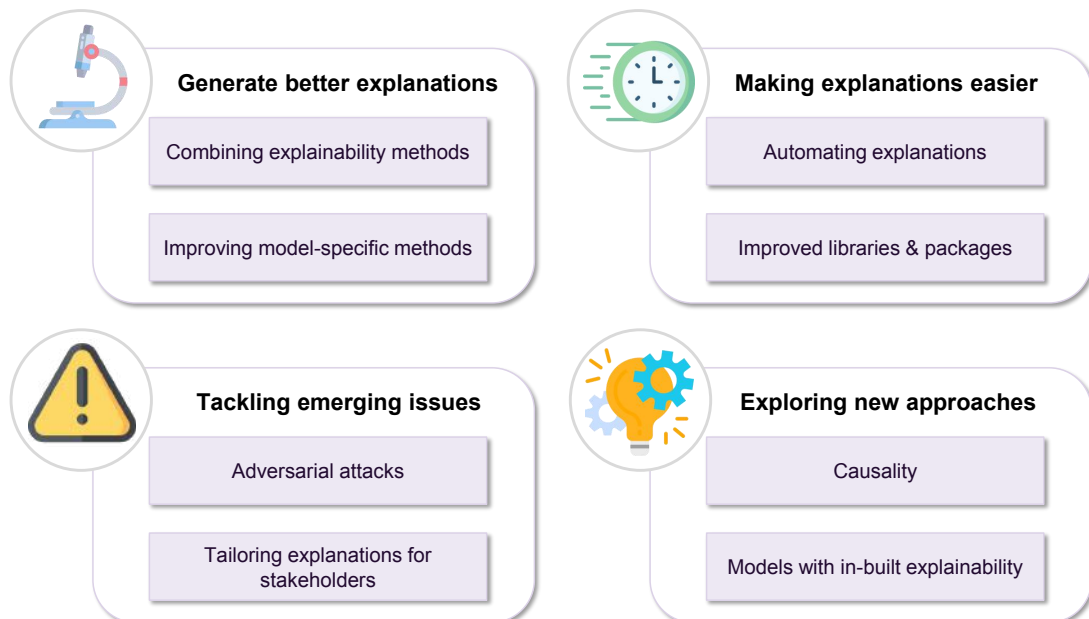 Generate better explanations
Combining explainability methods
Improving model-specific methods
Making explanations easier
Automating explanations
Improved libraries & packages
Tackling emerging issues
Adversarial attacks
Tailoring explanations for
stakeholders
Exploring new approaches
Causality
Models with in-built explainability